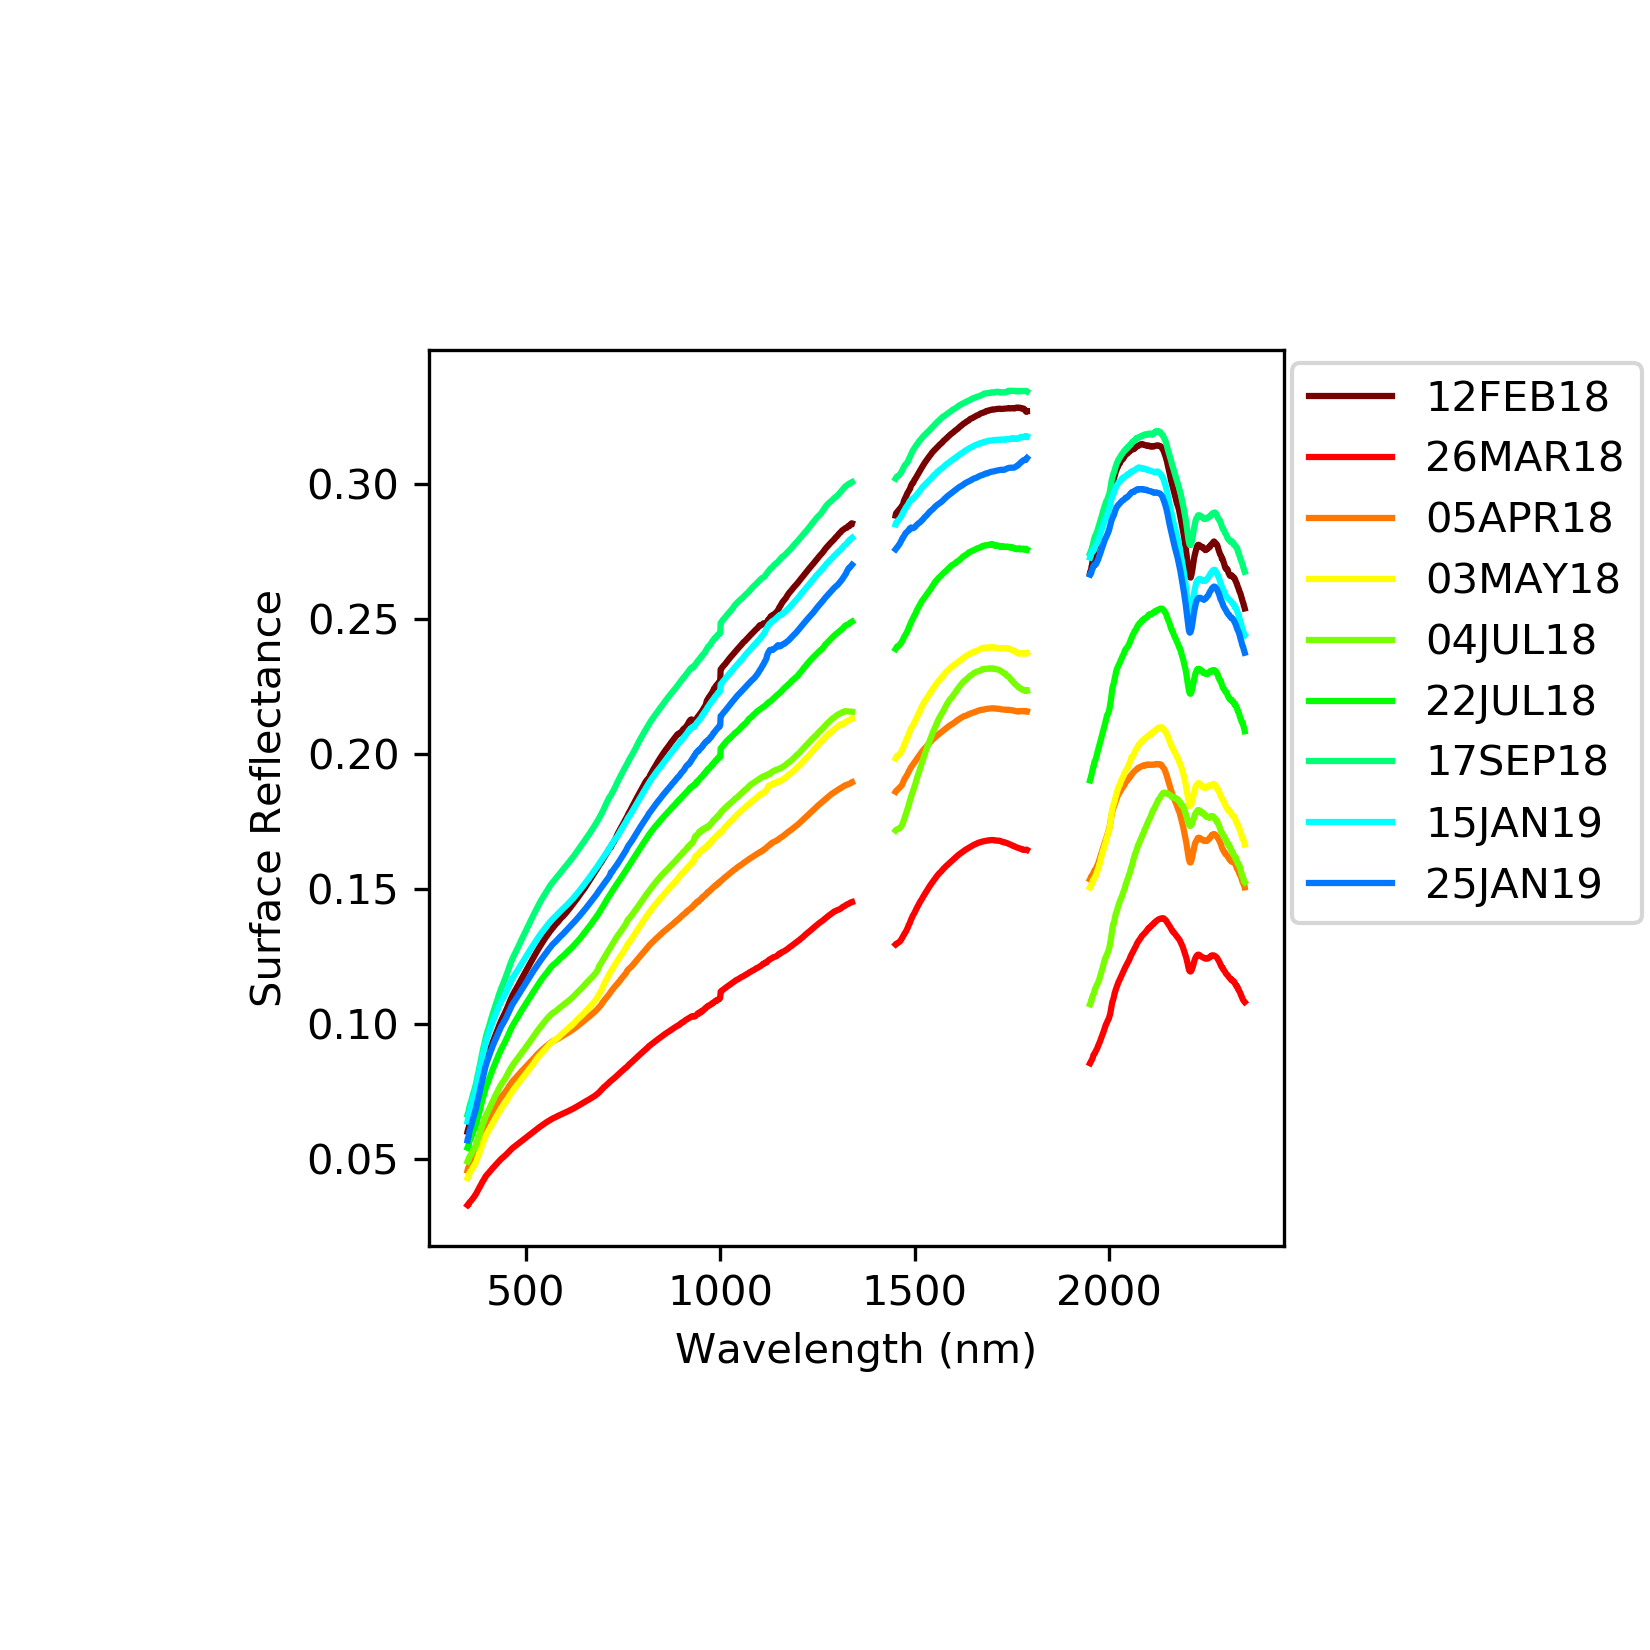 0.30
0.25
0.20
0.15
0.10
0.05
Surface Reflectance
500
1000
1500
2000
Wavelength (nm)
12FEB18
26MAR18
05APR18
03MAY18
04JUL18
22JUL18
17SEP18
15JAN19
25JAN19